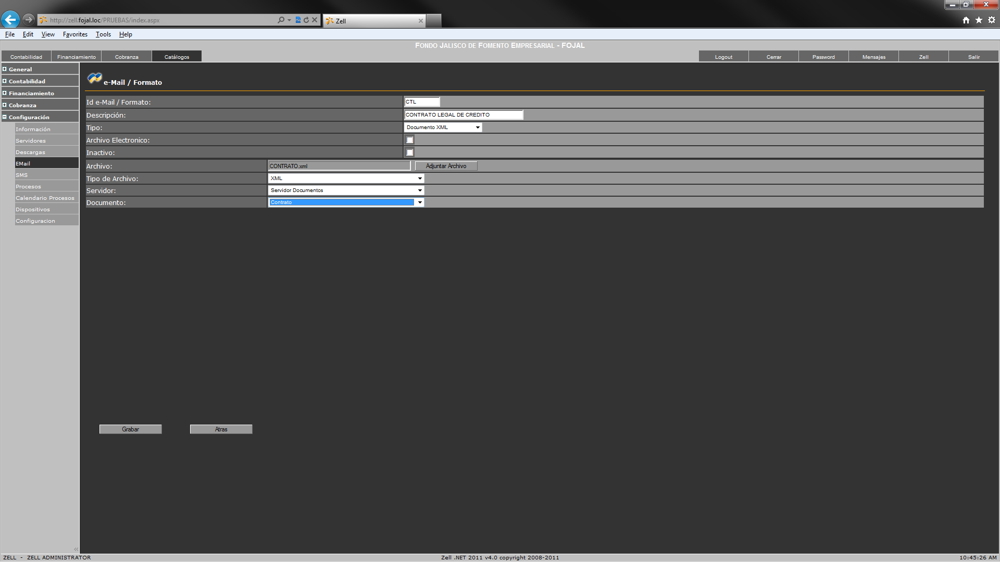 http://zell.fojal.loc/PRUEBAS/index.aspx
Zell
File Edit View Favorites Tools Help
FONDO JALISCO DE FOMENTO EMPRESARIAL - FOJAL
Contabilidad Financiamiento Cobranza Catálogos Logout Cerrar Password Mensajes Zell Salir
General
Contabilidad
Financiamiento
Cobranza
Configuración
Información
Servidores
Descargas
EMail
SMS
Procesos
Calendario Procesos
Dispositivos
Configuracion
e-Mail / Formato
Id e-Mail / Formato: CTL
Descripción: CONTRATO LEGAL DE CREDITO
Tipo: Documento XML
Archivo Electronico:
Inactivo:
Archivo: CONTRATO.xml Adjuntar Archivo
Tipo de Archivo: XML
Servidor: Servidor Documentos
Documento: Contrato
Grabar Atras
ZELL - ZELL ADMINISTRATOR Zell .NET 2011 v4.0 copyright 2008-2011 10:45:26 AM